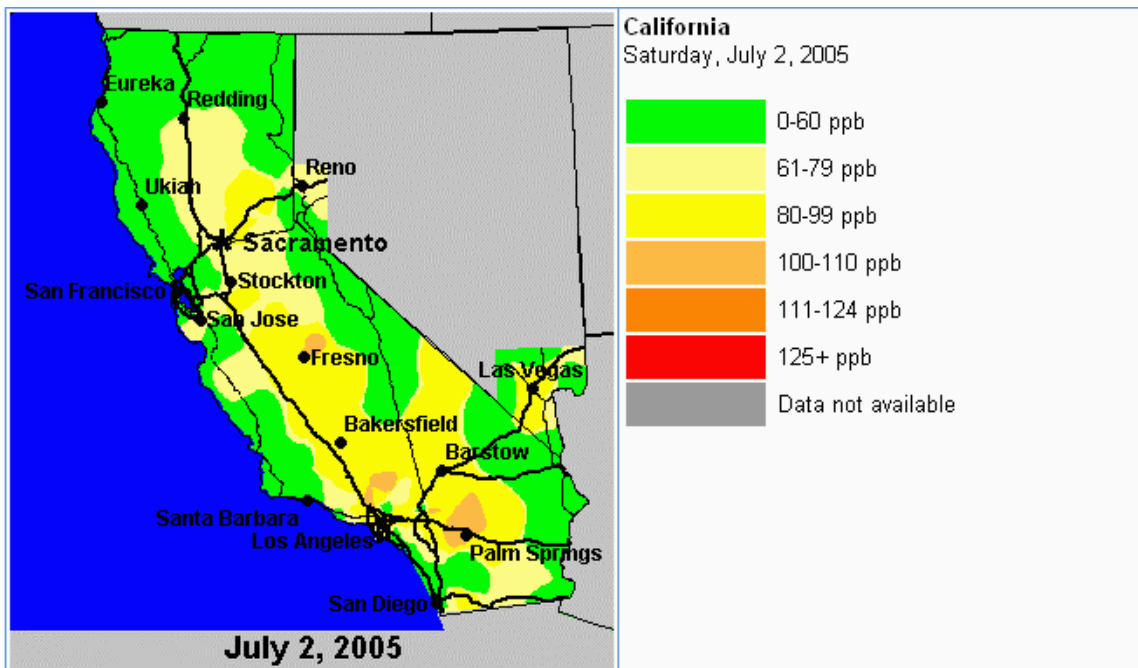 Eureka
Redding
Reno
Ukiah
Sacramento
Stockton
San Francisco
San Jose
Fresno
Las Vegas
Bakersfield
Barstow
Santa Barbara
Los Angeles
Palm Springs
San Diego
July 2, 2005
California
Saturday, July 2, 2005
0-60 ppb
61-79 ppb
80-99 ppb
100-110 ppb
111-124 ppb
125+ ppb
Data not available